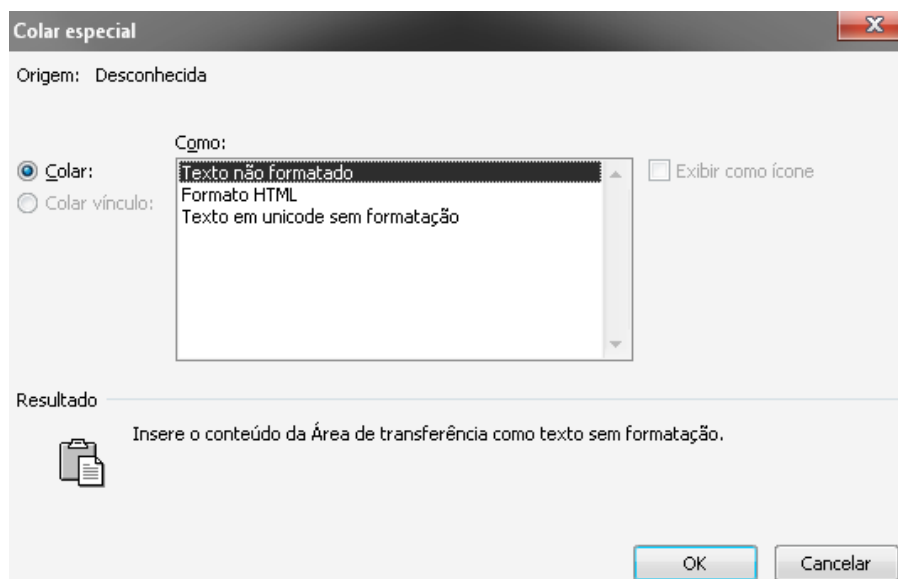 Colar especial
Origem: Desconhecida
Como:
Colar:
Colar vínculo:
Texto não formatado
Formato HTML
Texto em unicode sem formatação
Exibir como ícone
Resultado
Insere o conteúdo da Área de transferência como texto sem formatação.
OK
Cancelar